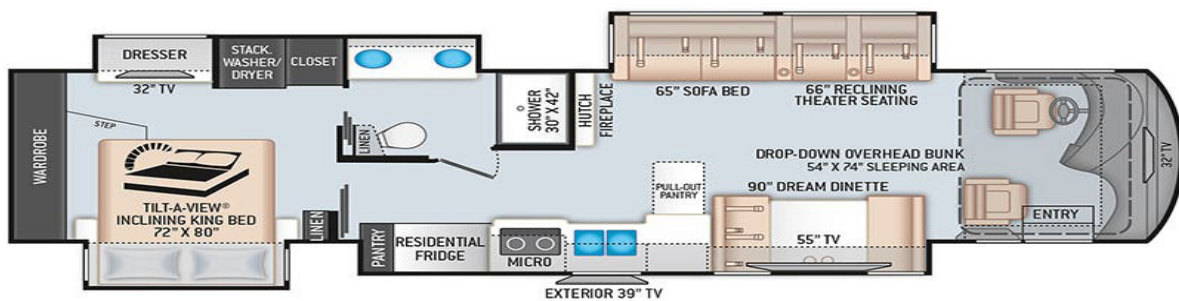 DRESSER
32" TV
STACK.
WASHER/
DRYER
CLOSET
WARDROBE
STEP
TILT-A-VIEW®
INCLINING KING BED
72" X 80"
LINEN
LINEN
SHOWER
30" X 42"
HUTCH
FIREPLACE
65" SOFA BED
66" RECLINING
THEATER SEATING
DROP-DOWN OVERHEAD BUNK
54" X 74" SLEEPING AREA
PULL-OUT
PANTRY
90" DREAM DINETTE
55" TV
PANTRY
RESIDENTIAL
FRIDGE
MICRO
EXTERIOR 39" TV
ENTRY
32" TV